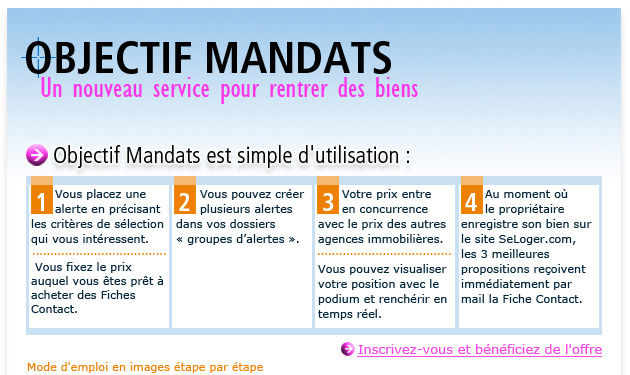 OBJECTIF MANDATS
Un nouveau service pour rentrer des biens
Objectif Mandats est simple d'utilisation :
1 Vous placez une
alerte en précisant
les critères de sélection
qui vous intéressent.
Vous fixez le prix
auquel vous êtes prêt à
acheter des Fiches
Contact.
2 Vous pouvez créer
plusieurs alertes
dans vos dossiers
« groupes d’alertes ».
3 Votre prix entre
en concurrence
avec le prix des autres
agences immobilières.
Vous pouvez visualiser
votre position avec le
podium et renchérir en
temps réel.
4 Au moment où
le propriétaire
enregistre son bien sur
le site SeLoger.com,
les 3 meilleures
propositions reçoivent
immédiatement par
mail la Fiche Contact.
Inscrivez-vous et bénéficiez de l'offre
Mode d'emploi en images étape par étape